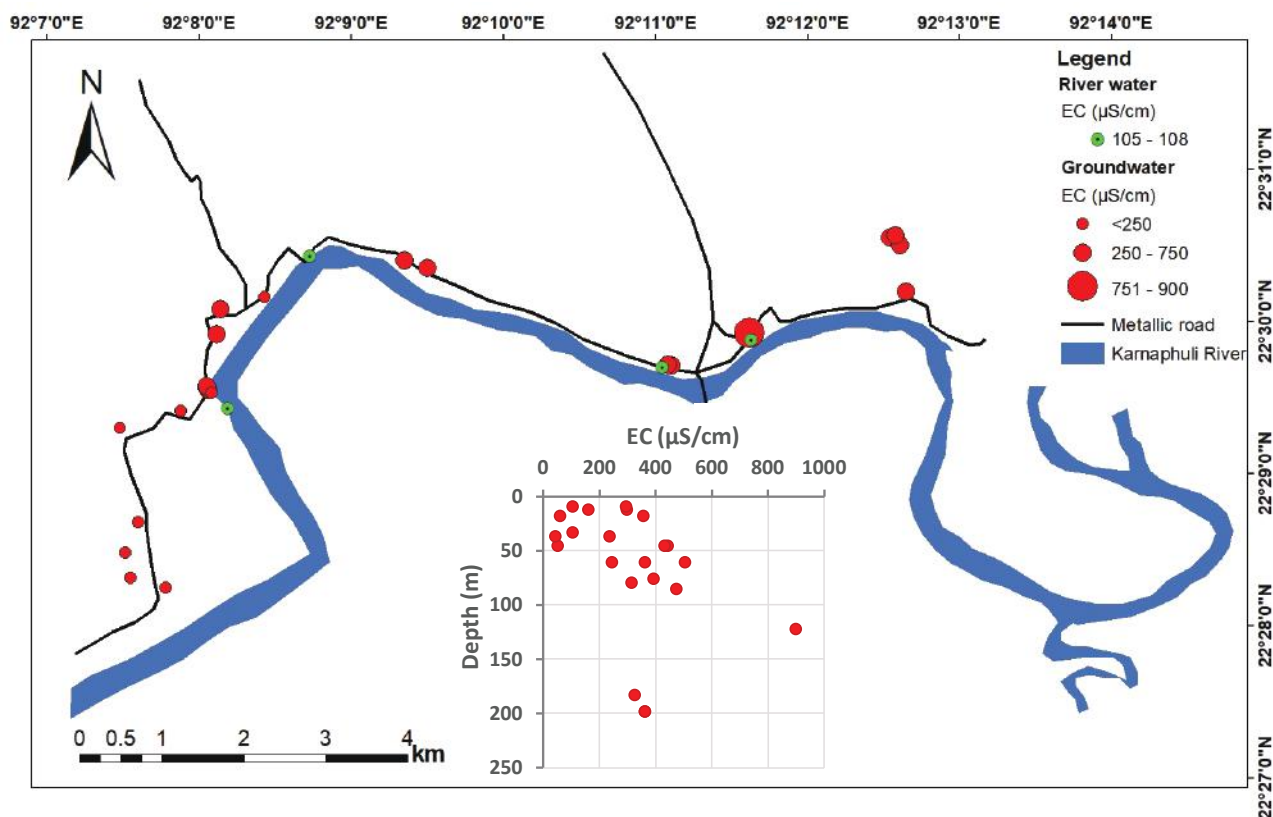 92°7'0"E 92°8'0"E 92°9'0"E 92°10'0"E 92°11'0"E 92°12'0"E 92°13'0"E 92°14'0"E
N
Legend
River water
EC (µS/cm)
105 - 108
Groundwater
EC (µS/cm)
<250
250 - 750
751 - 900
Metallic road
Karnaphuli River
22°31'0"N
22°30'0"N
22°29'0"N
22°28'0"N
22°27'0"N
EC (µS/cm)
0 200 400 600 800 1000
Depth (m)
0
50
100
150
200
250
0 0.5 1 2 3 4
km